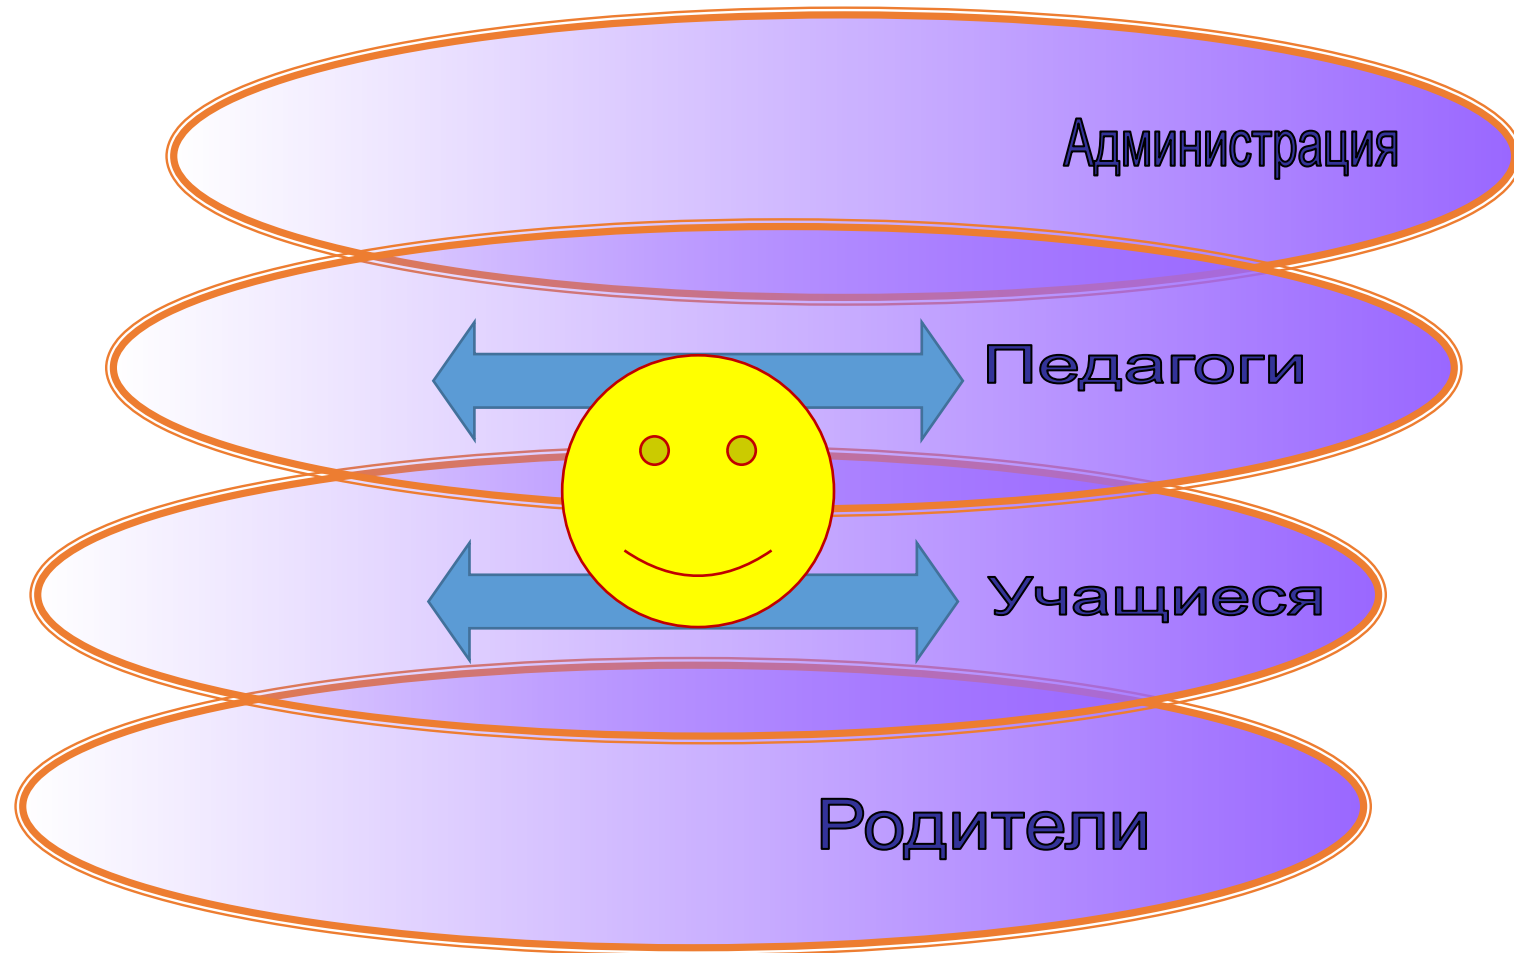 Администрация
Педагоги
Учащиеся
Родители